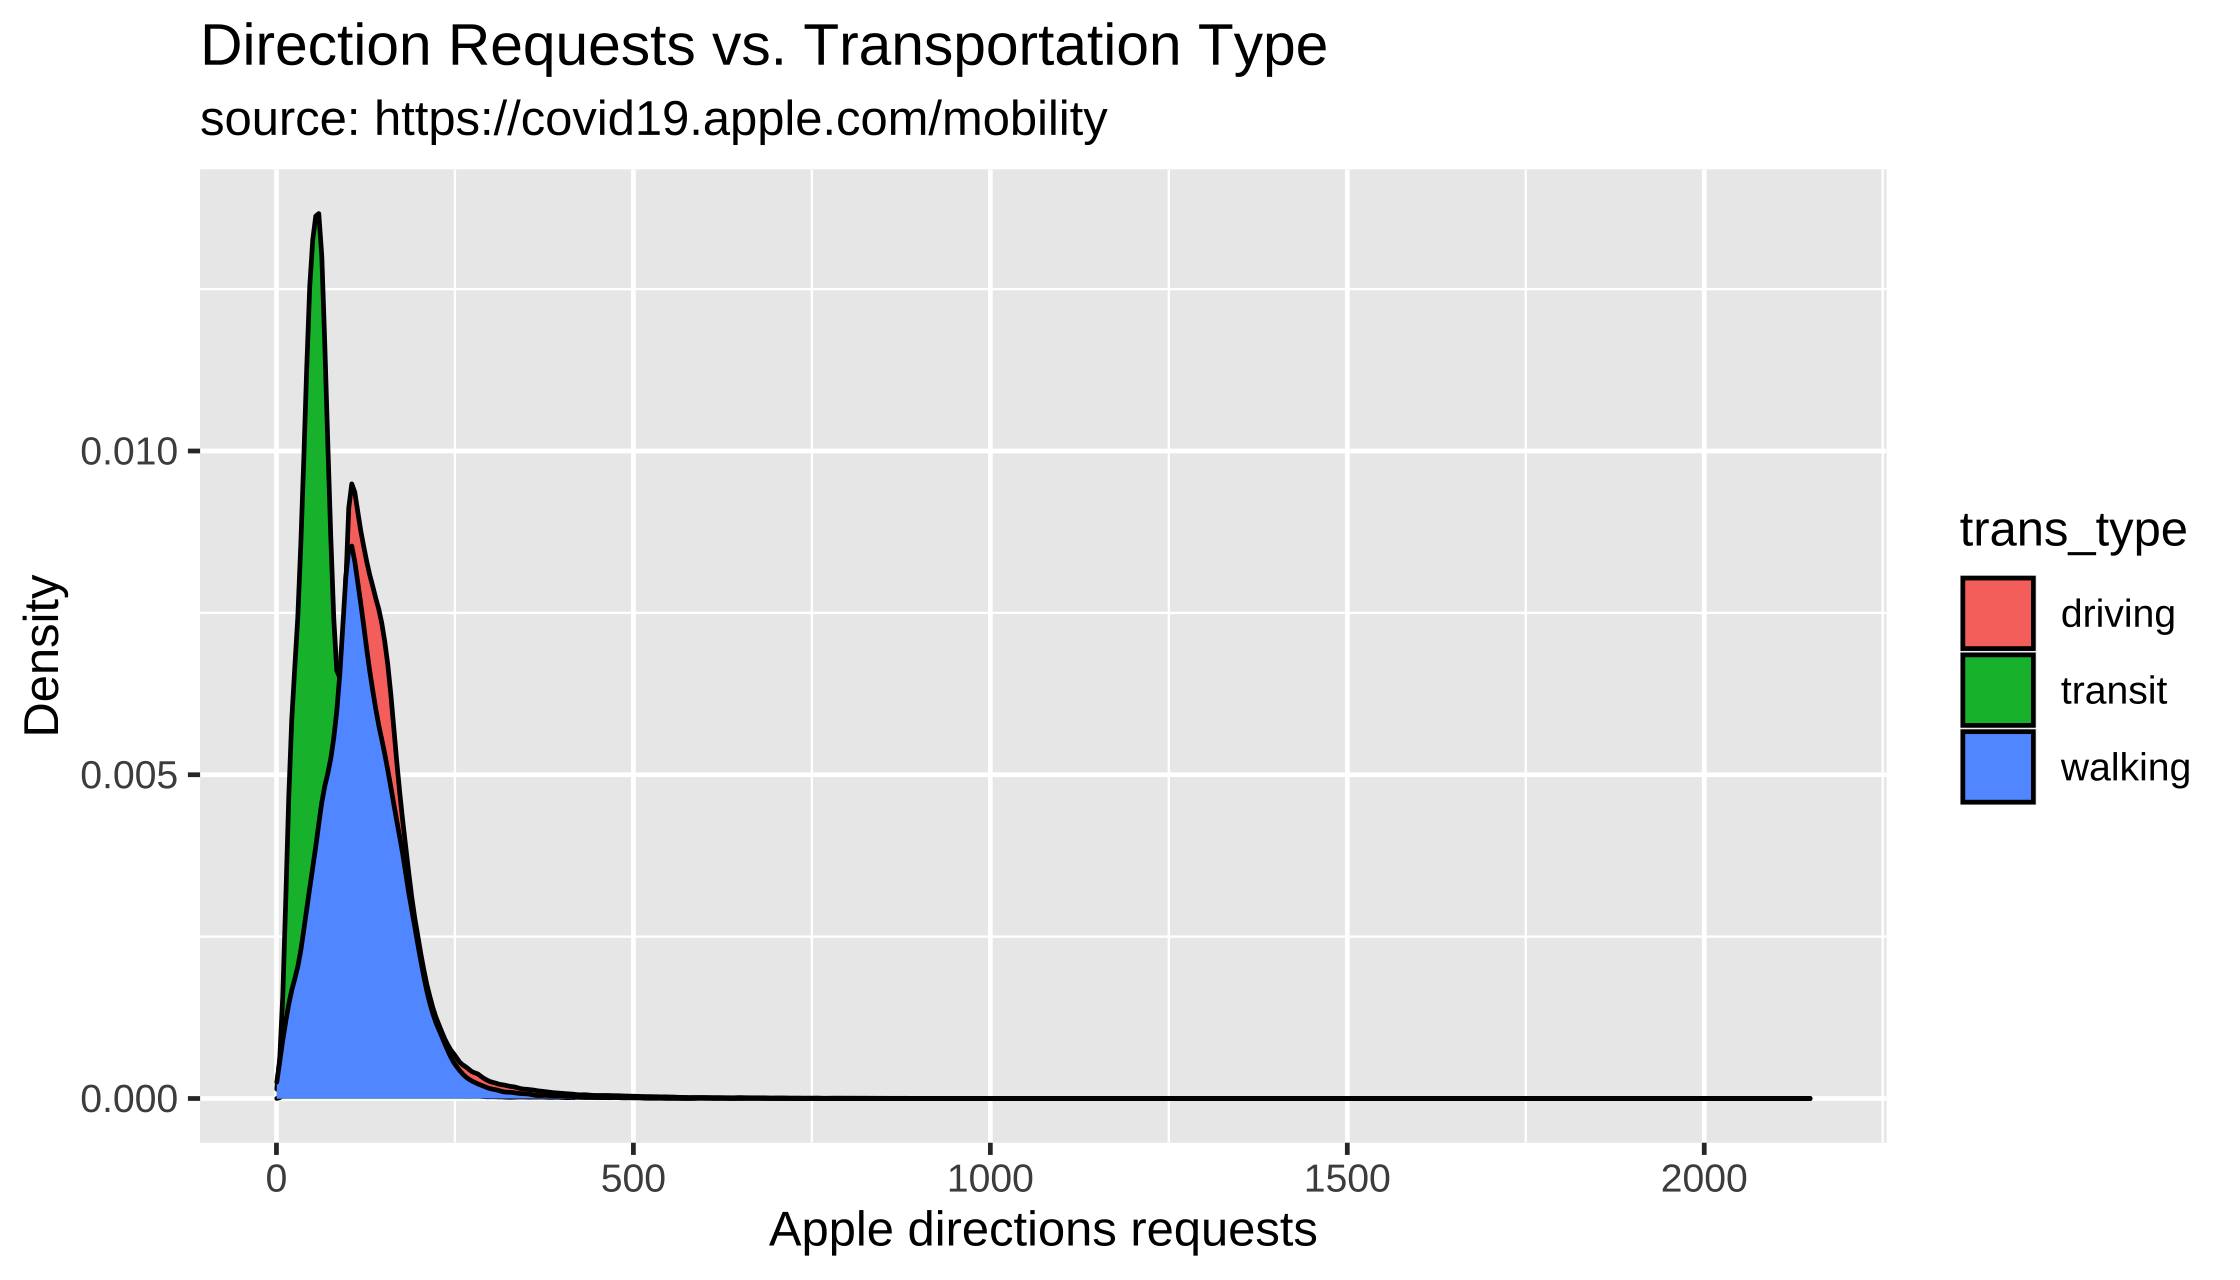 Direction Requests vs. Transportation Type
source: https://covid19.apple.com/mobility
Density
0.010
0.005
0.000
0
500
1000
1500
2000
Apple directions requests
trans_type
driving
transit
walking